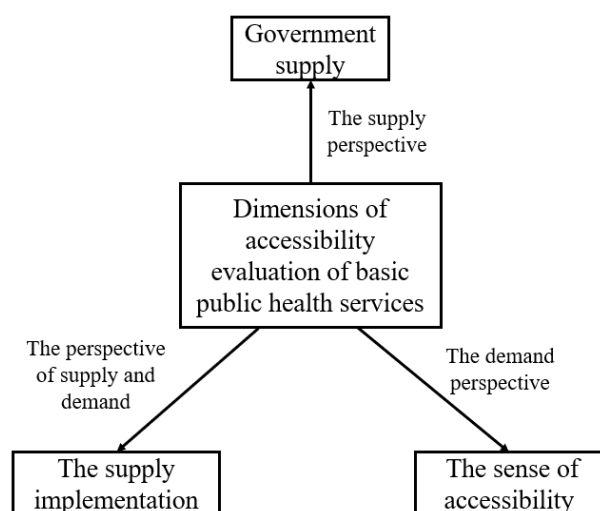 Government
supply
The supply
perspective
Dimensions of
accessibility
evaluation of basic
public health services
The perspective
of supply and
demand
The demand
perspective
The supply
implementation
The sense of
accessibility